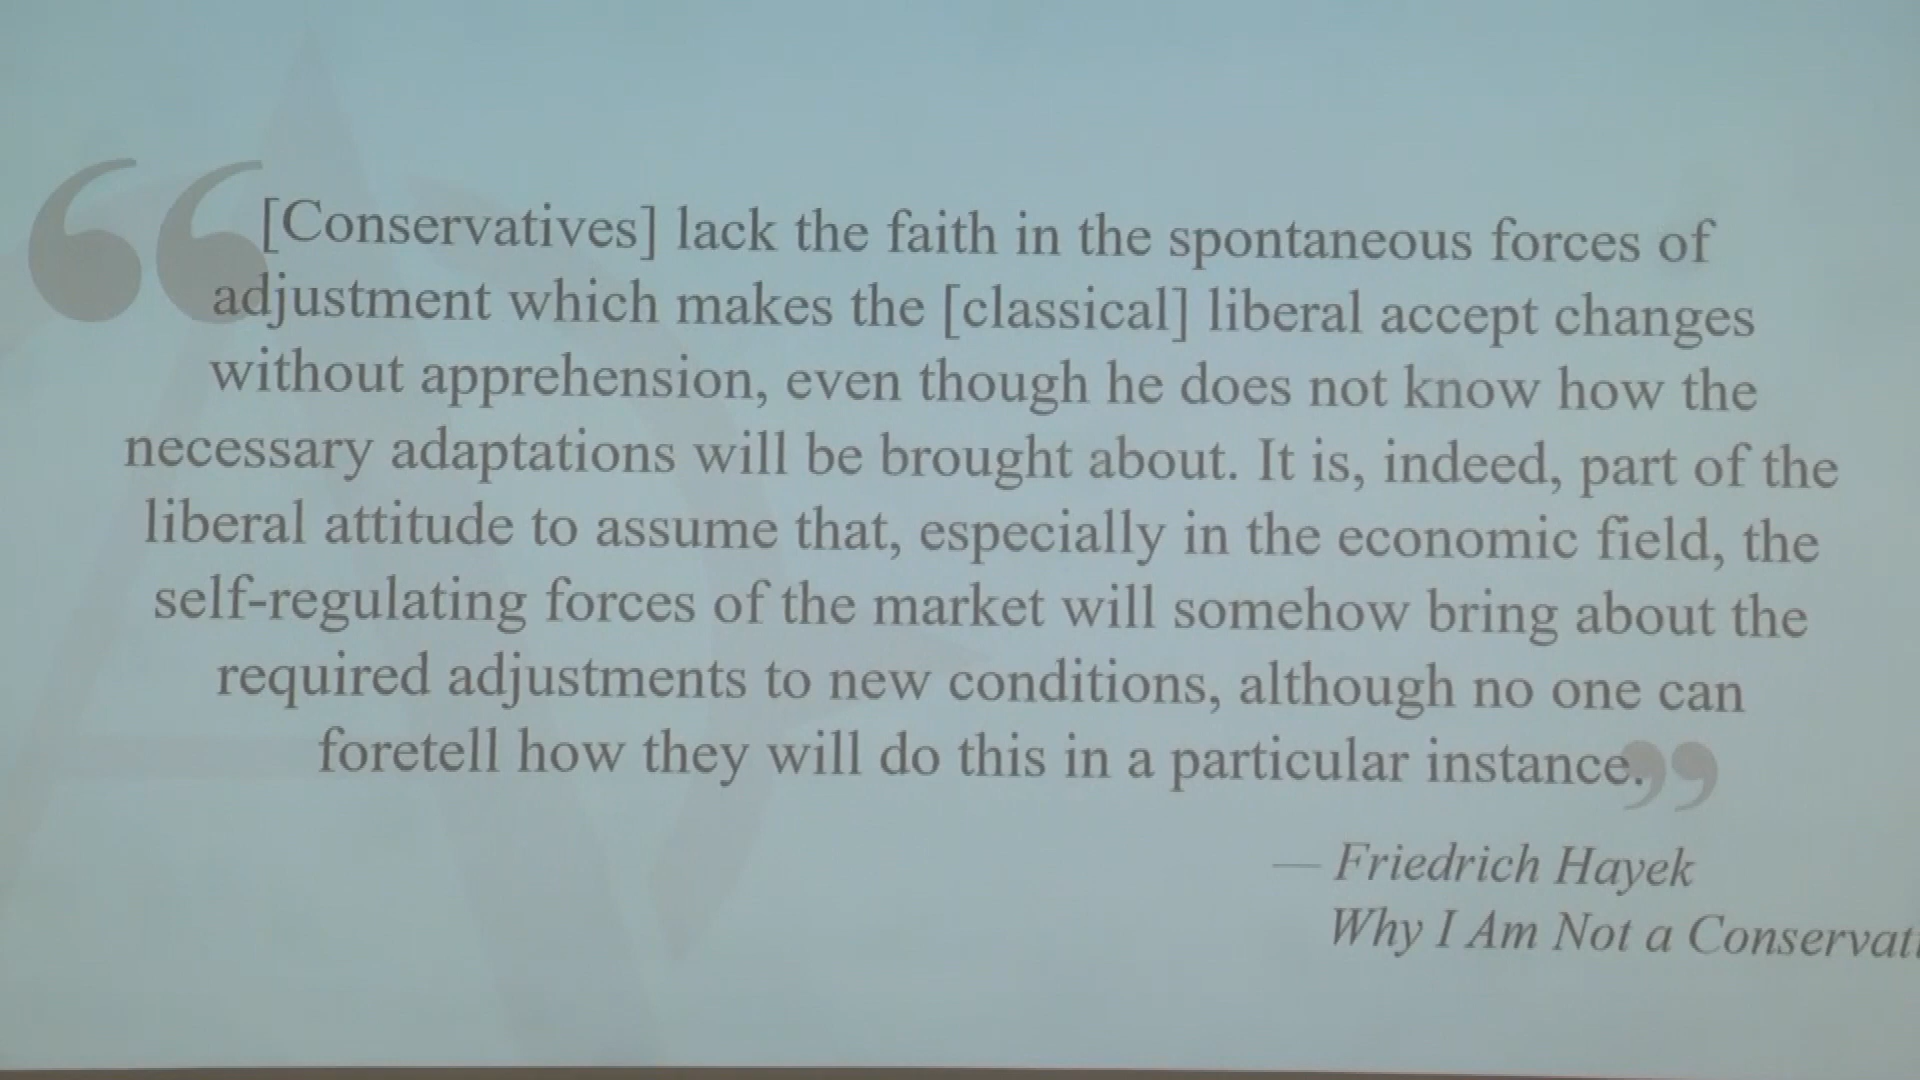 [Conservatives] lack the faith in the spontaneous forces of
adjustment which makes the [classical] liberal accept changes
without apprehension, even though he does not know how the
necessary adaptations will be brought about. It is, indeed, part of the
liberal attitude to assume that, especially in the economic field, the
self-regulating forces of the market will somehow bring about the
required adjustments to new conditions, although no one can
foretell how they will do this in a particular instance.
— Friedrich Hayek
Why I Am Not a Conservati